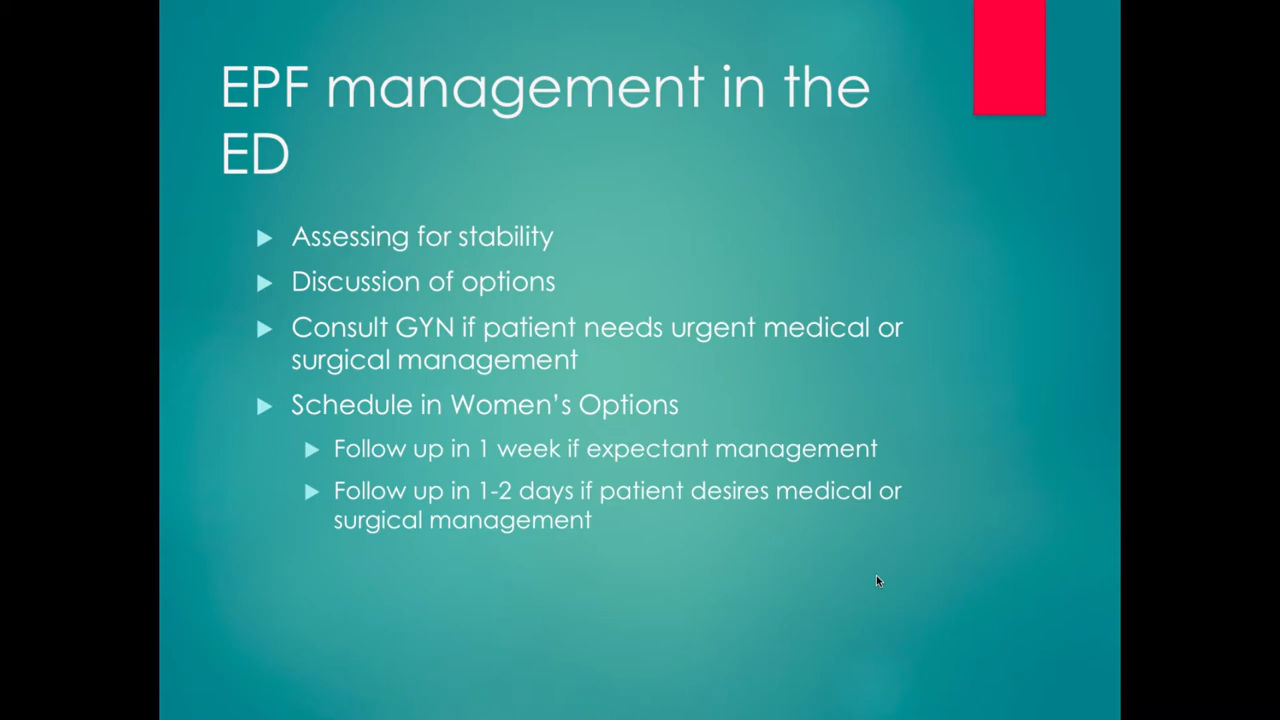 EPF management in the
ED
Assessing for stability
Discussion of options
Consult GYN if patient needs urgent medical or
surgical management
Schedule in Women's Options
Follow up in 1 week if expectant management
Follow up in 1-2 days if patient desires medical or
surgical management